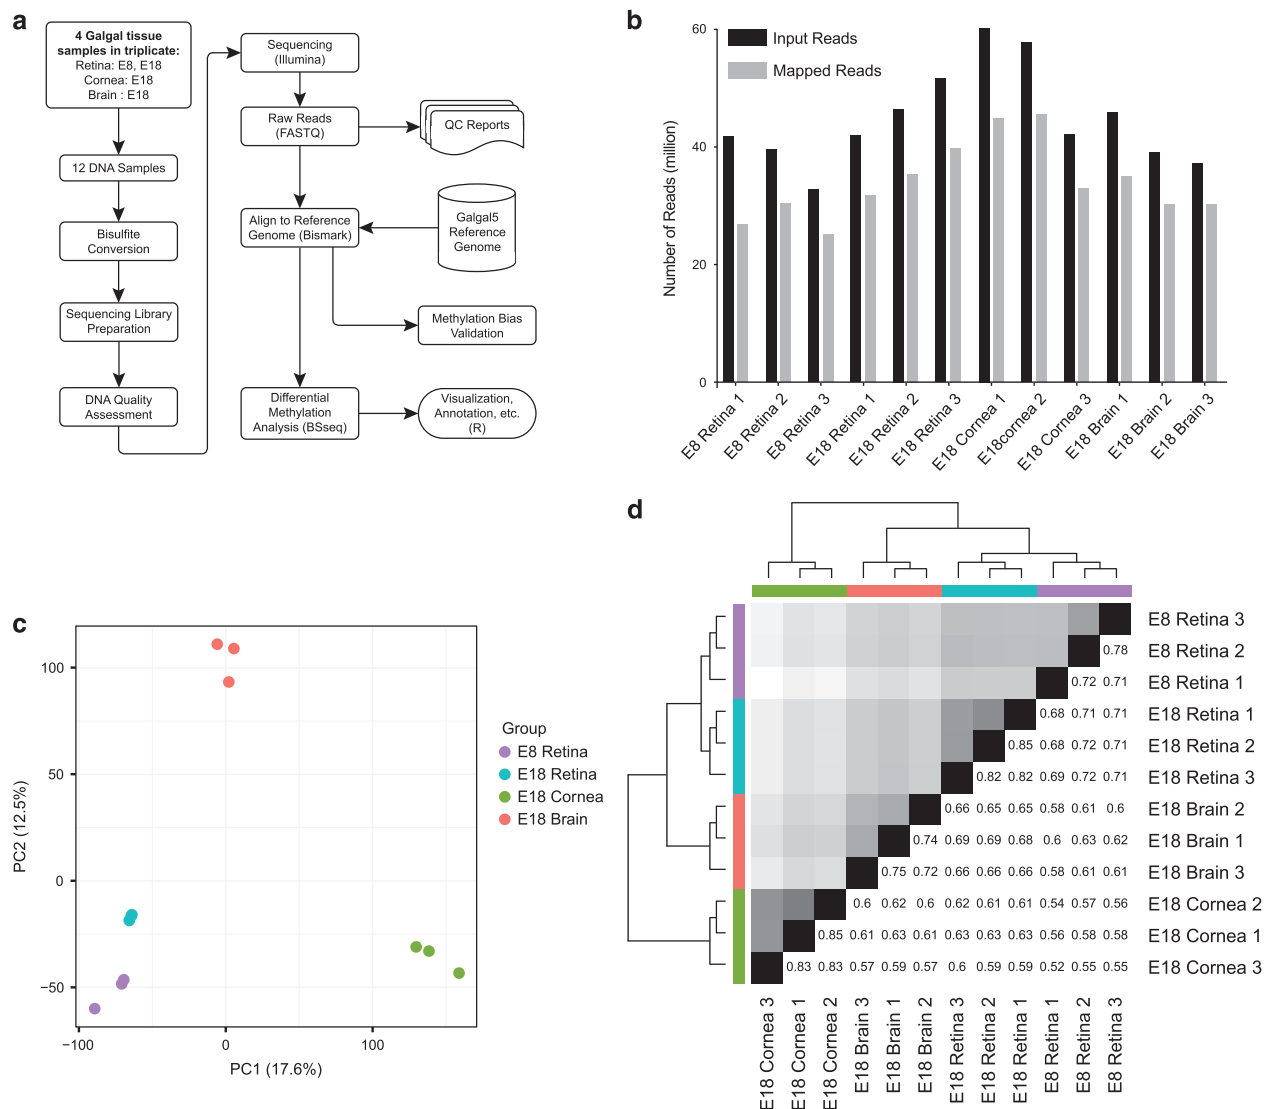 a
4 Galgal tissue
samples in triplicate:
Retina: E8, E18
Cornea: E18
Brain : E18
12 DNA Samples
Bisulfite
Conversion
Sequencing Library
Preparation
DNA Quality
Assessment
Sequencing
(Illumina)
Raw Reads
(FASTQ)
QC Reports
Align to Reference
Genome (Bismark)
Galgal5
Reference
Genome
Methylation Bias
Validation
Differential
Methylation
Analysis (BSseq)
Visualization,
Annotation, etc.
(R)
b
Number of Reads (million)
60
40
20
0
Input Reads
Mapped Reads
E8 Retina 1
E8 Retina 2
E8 Retina 3
E18 Retina 1
E18 Retina 2
E18 Retina 3
E18 Cornea 1
E18cornea 2
E18 Cornea 3
E18 Brain 1
E18 Brain 2
E18 Brain 3
c
PC2 (12.5%)
100
50
0
−50
−100
0
100
PC1 (17.6%)
Group
E8 Retina
E18 Retina
E18 Cornea
E18 Brain
d
E8 Retina 3
0.78 E8 Retina 2
0.72 0.71 E8 Retina 1
0.68 0.71 0.71 E18 Retina 1
0.85 0.68 0.72 0.71 E18 Retina 2
0.82 0.82 0.69 0.72 0.71 E18 Retina 3
0.66 0.65 0.65 0.58 0.61 0.6 E18 Brain 2
0.74 0.69 0.69 0.68 0.6 0.63 0.62 E18 Brain 1
0.75 0.72 0.66 0.66 0.66 0.58 0.61 0.61 E18 Brain 3
0.6 0.62 0.6 0.62 0.61 0.61 0.54 0.57 0.56 E18 Cornea 2
0.85 0.61 0.63 0.61 0.63 0.63 0.63 0.56 0.58 0.58 E18 Cornea 1
0.83 0.83 0.57 0.59 0.57 0.6 0.59 0.59 0.52 0.55 0.55 E18 Cornea 3
E18 Cornea 3
E18 Cornea 1
E18 Cornea 2
E18 Brain 3
E18 Brain 1
E18 Brain 2
E18 Retina 3
E18 Retina 2
E18 Retina 1
E8 Retina 1
E8 Retina 2
E8 Retina 3